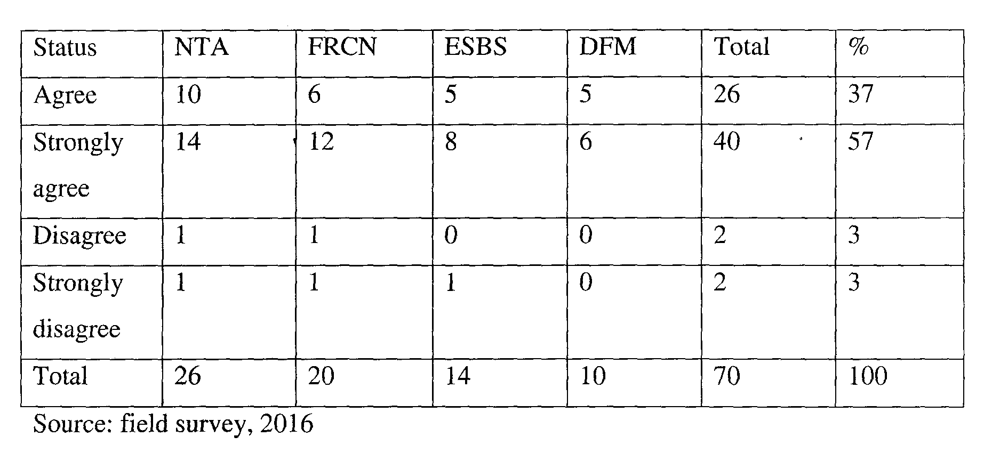 Status NTA FRCN ESBS DFM Total %
Agree 10 6 5 5 26 37
Strongly 14 12 8 6 40 57
agree
Disagree 1 1 0 0 2 3
Strongly 1 1 1 0 2 3
disagree
Total 26 20 14 10 70 100
Source: field survey, 2016